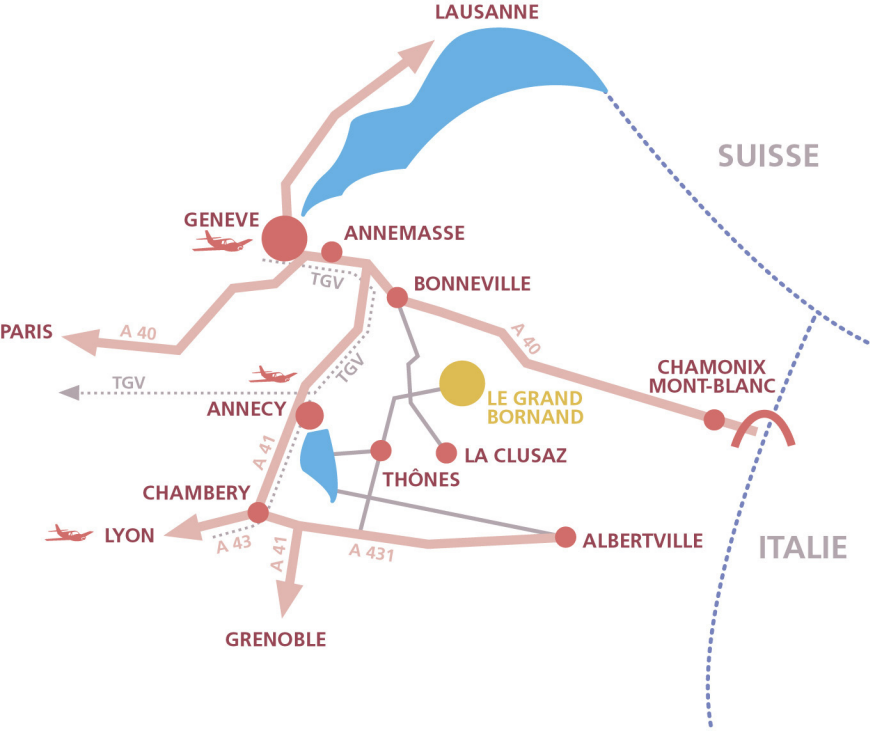 LAUSANNE
SUISSE
GENEVE
ANNEMASSE
TGV
BONNEVILLE
PARIS
A 40
A 40
CHAMONIX
MONT-BLANC
TGV
TGV
LE GRAND
BORNAND
ANNECY
A 41
LA CLUSAZ
THÔNES
CHAMBERY
LYON
A 43
A 41
A 431
ALBERTVILLE
ITALIE
GRENOBLE